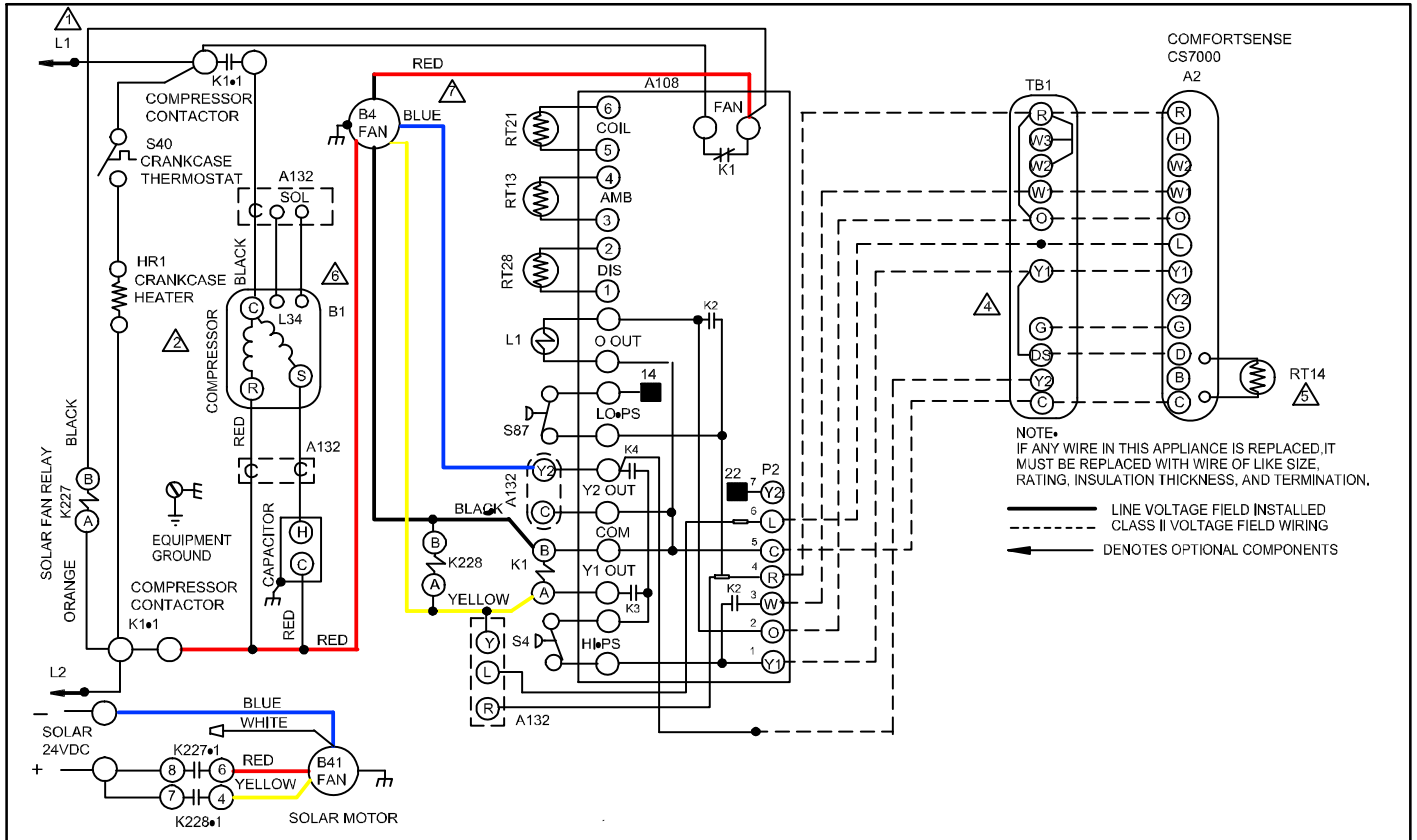 1
L1
K1•1
COMPRESSOR
CONTACTOR
S40
CRANKCASE
THERMOSTAT
A132
SOL
C
BLACK
HR1
CRANKCASE
HEATER
6
2
C
L34
B1
COMPRESSOR
R
S
RED
A132
C
C
BLACK
SOLAR FAN RELAY
K227
B
A
ORANGE
EQUIPMENT
GROUND
CAPACITOR
H
C
RED
COMPRESSOR
CONTACTOR
K1•1
RED
L2
–
SOLAR
24VDC
+
BLUE
WHITE
K227•1
8
6
RED
YELLOW
7
4
K228•1
B41
FAN
SOLAR MOTOR
RED
7
B4
FAN
BLUE
A108
FAN
K1
RT21
6
COIL
5
RT13
4
AMB
3
RT28
2
DIS
1
L1
O OUT
K2
14
LO•PS
S87
K4
Y2
Y2 OUT
A132
C
COM
BLACK
B
K228
A
B
K1
Y1 OUT
A
K3
YELLOW
S4
HI•PS
Y
L
R
A132
22
P2
7
Y2
6
L
5
C
4
R
K2
3
W
2
O
1
Y1
TB1
R
W3
W2
W1
O
Y1
4
G
DS
Y2
C
COMFORTSENSE
CS7000
A2
R
H
W2
W1
O
L
Y1
Y2
G
D
B
C
RT14
5
NOTE•
IF ANY WIRE IN THIS APPLIANCE IS REPLACED,IT
MUST BE REPLACED WITH WIRE OF LIKE SIZE,
RATING, INSULATION THICKNESS, AND TERMINATION.
LINE VOLTAGE FIELD INSTALLED
CLASS II VOLTAGE FIELD WIRING
DENOTES OPTIONAL COMPONENTS